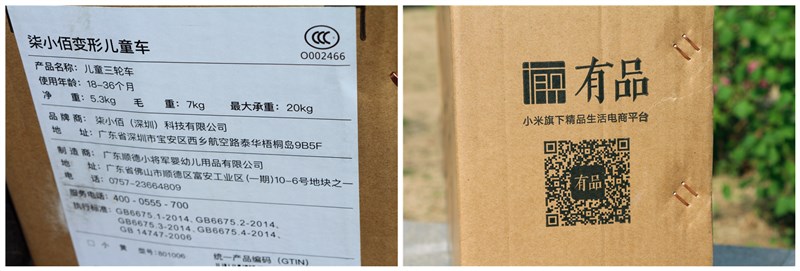 柒小佰变形儿童车
CCC
O002466
产品名称：儿童三轮车
使用年龄：18-36个月
净 重：5.3kg 毛 重：7kg 最大承重：20kg
品牌商：柒小佰（深圳）科技有限公司
地 址：广东省深圳市宝安区西乡航空路泰华梧桐岛9B5F
制造商：广东顺德小将军婴幼儿用品有限公司
地 址：广东省佛山市顺德区富安工业区(一期)10-6号地块之一
电 话：0757-23664809
服务电话：400-0555-700
执行标准：GB6675.1-2014, GB6675.2-2014,
GB6675.3-2014, GB6675.4-2014,
GB 14747-2006
□ 小黄 型号：801006
统一产品编码（GTIN）
有品
小米旗下精品生活电商平台
有品